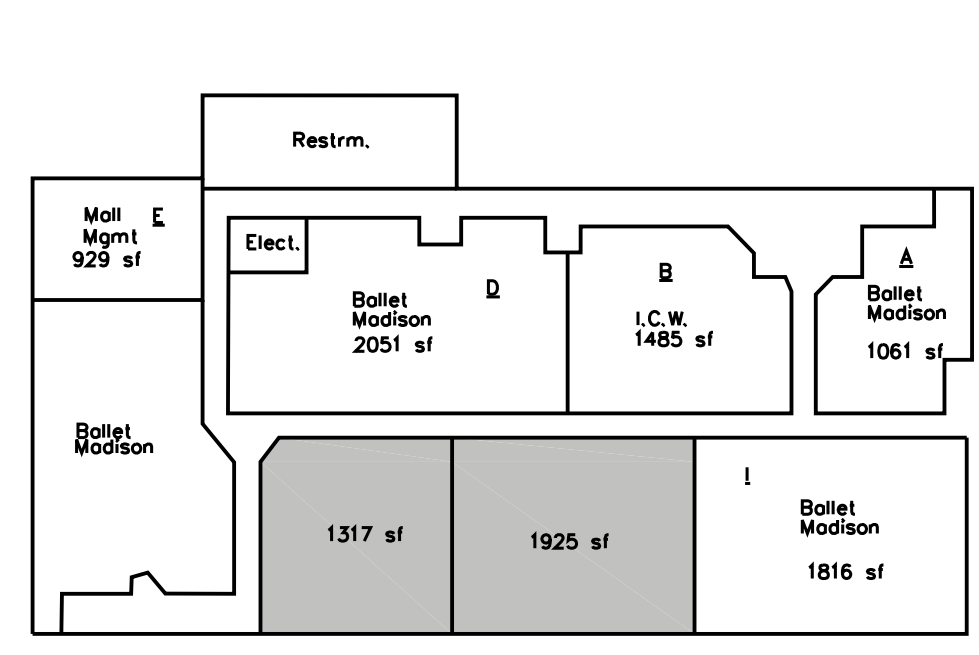 Restrm.
Mall E
Mgmt
929 sf
Elect.
D
Ballet
Madison
2051 sf
B
I.C.W.
1485 sf
A
Ballet
Madison
1061 sf
Ballet
Madison
1317 sf
1925 sf
I
Ballet
Madison
1816 sf